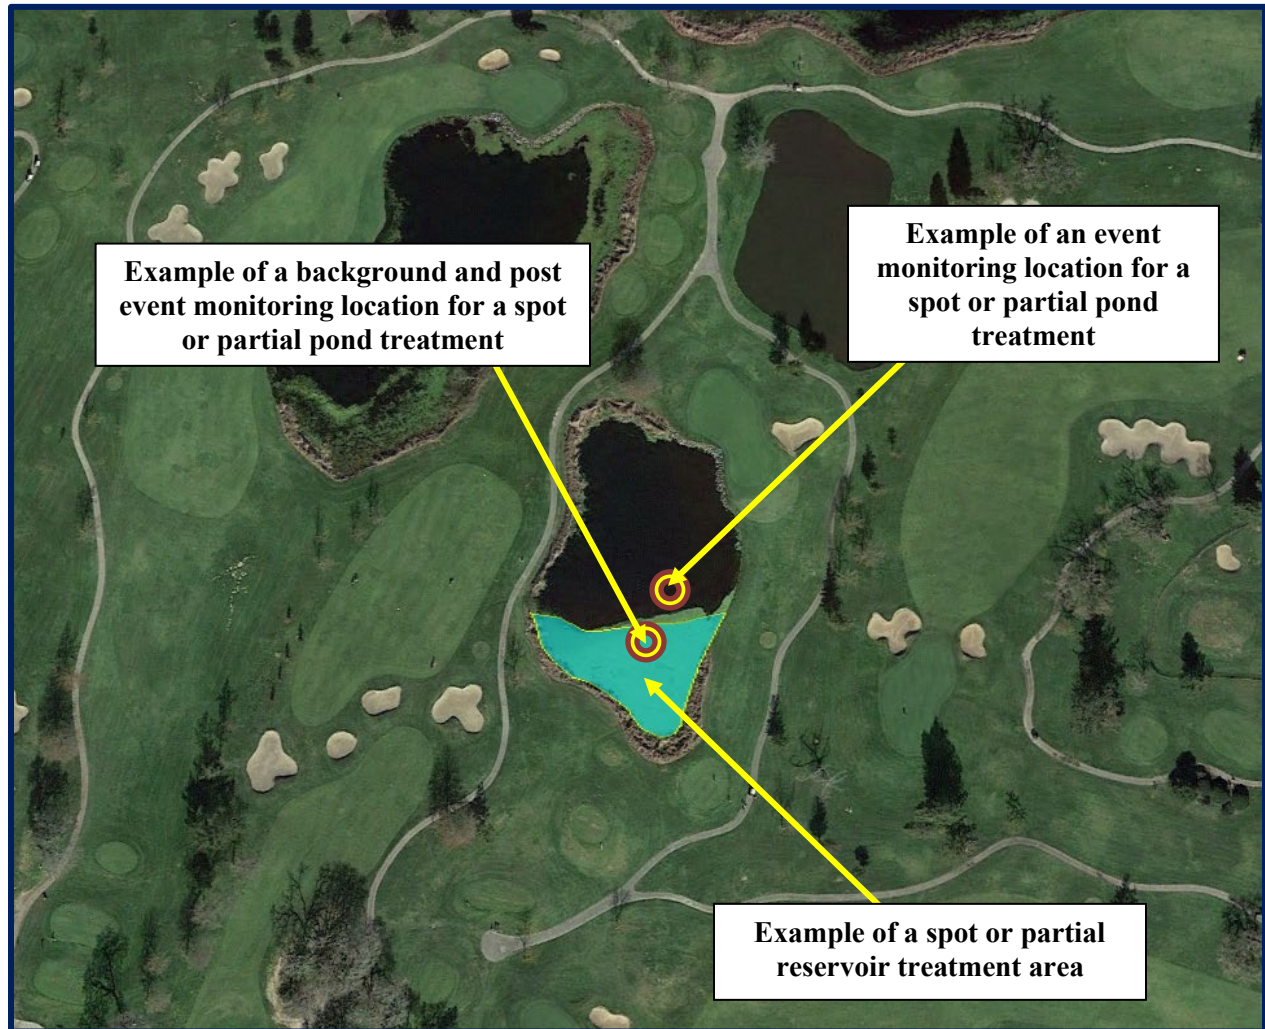 Example of a background and post
event monitoring location for a spot
or partial pond treatment
Example of an event
monitoring location for a
spot or partial pond
treatment
Example of a spot or partial
reservoir treatment area